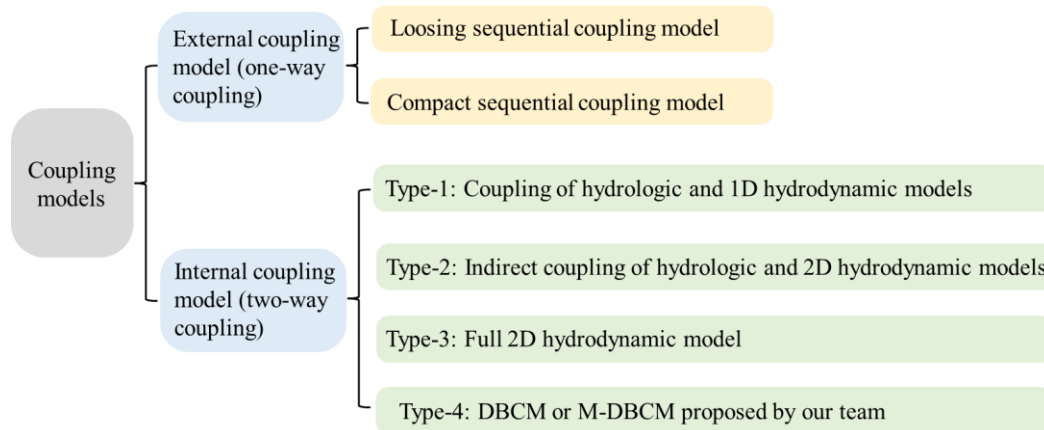 Coupling
models
External coupling
model (one-way
coupling)
Loosing sequential coupling model
Compact sequential coupling model
Internal coupling
model (two-way
coupling)
Type-1: Coupling of hydrologic and 1D hydrodynamic models
Type-2: Indirect coupling of hydrologic and 2D hydrodynamic models
Type-3: Full 2D hydrodynamic model
Type-4: DBCM or M-DBCM proposed by our team